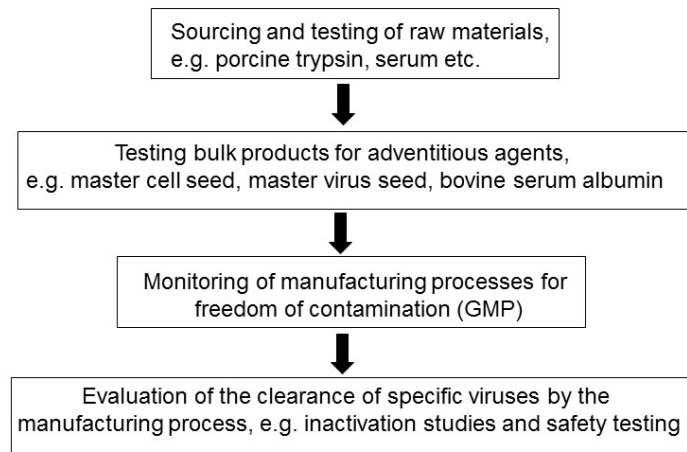 Sourcing and testing of raw materials,
e.g. porcine trypsin, serum etc.
Testing bulk products for adventitious agents,
e.g. master cell seed, master virus seed, bovine serum albumin
Monitoring of manufacturing processes for
freedom of contamination (GMP)
Evaluation of the clearance of specific viruses by the
manufacturing process, e.g. inactivation studies and safety testing